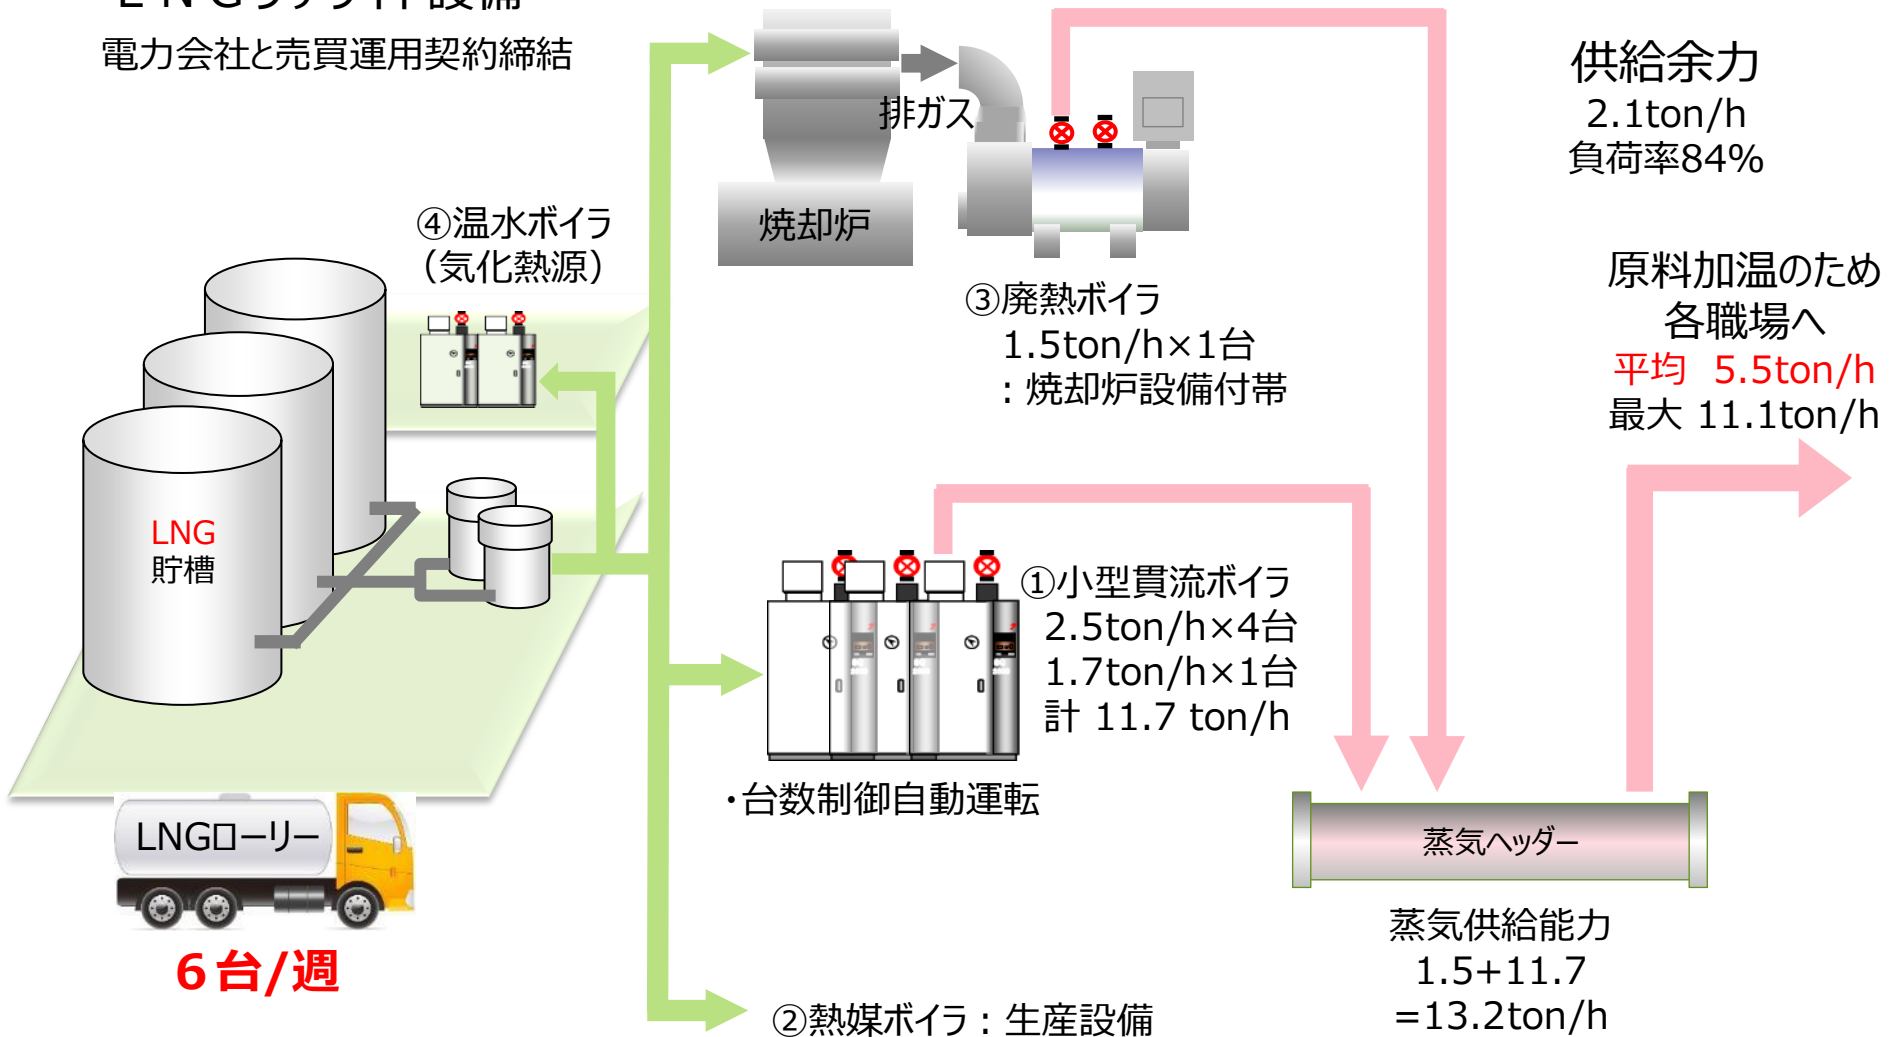 電力会社と売買運用契約締結
④温水ボイラ
（気化熱源）
LNG
貯槽
LNGローリー
６台/週
焼却炉
排ガス
③廃熱ボイラ
1.5ton/h×1台
：焼却炉設備付帯
①小型貫流ボイラ
2.5ton/h×4台
1.7ton/h×1台
計 11.7 ton/h
・台数制御自動運転
②熱媒ボイラ：生産設備
供給余力
2.1ton/h
負荷率84%
原料加温のため
各職場へ
平均 5.5ton/h
最大 11.1ton/h
蒸気ヘッダー
蒸気供給能力
1.5+11.7
=13.2ton/h